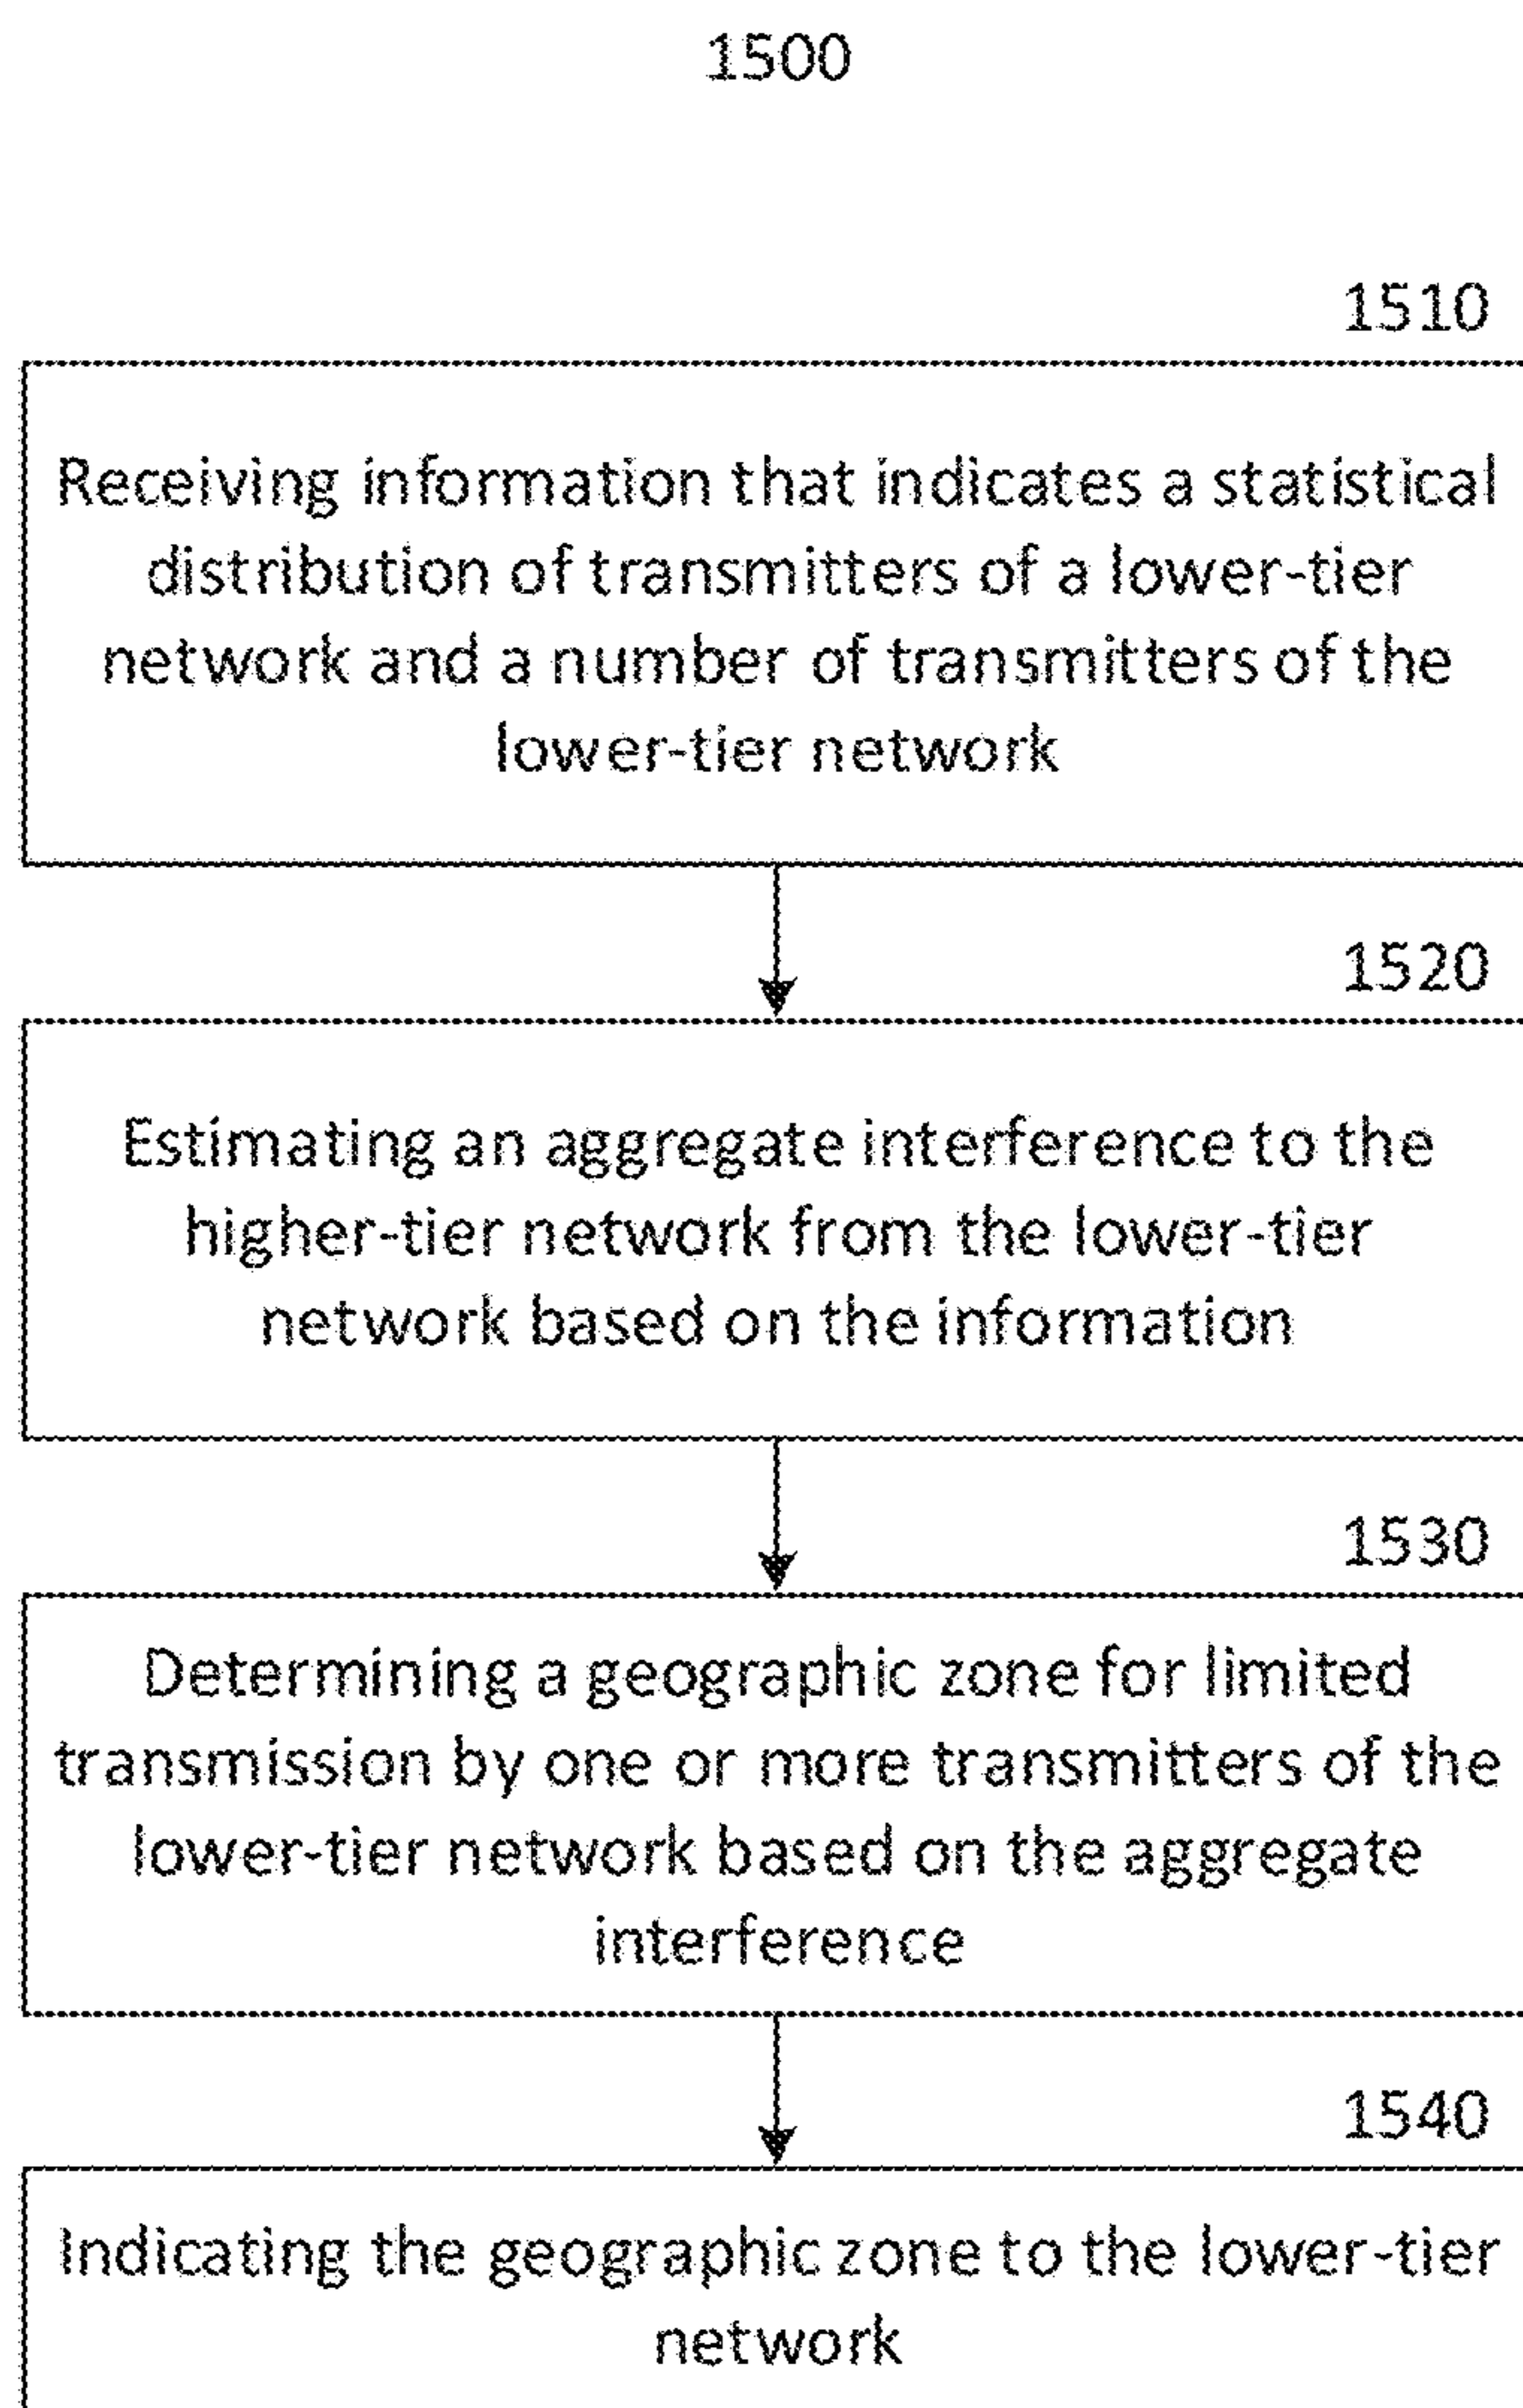 1500
1510
Receiving information that indicates a statistical
distribution of transmitters of a lower-tier
network and a number of transmitters of the
lower-tier network
1520
Estimating an aggregate interference to the
higher-tier network from the lower-tier
network based on the information
1530
Determining a geographic zone for limited
transmission by one or more transmitters of the
lower-tier network based on the aggregate
interference
1540
Indicating the geographic zone to the lower-tier
network